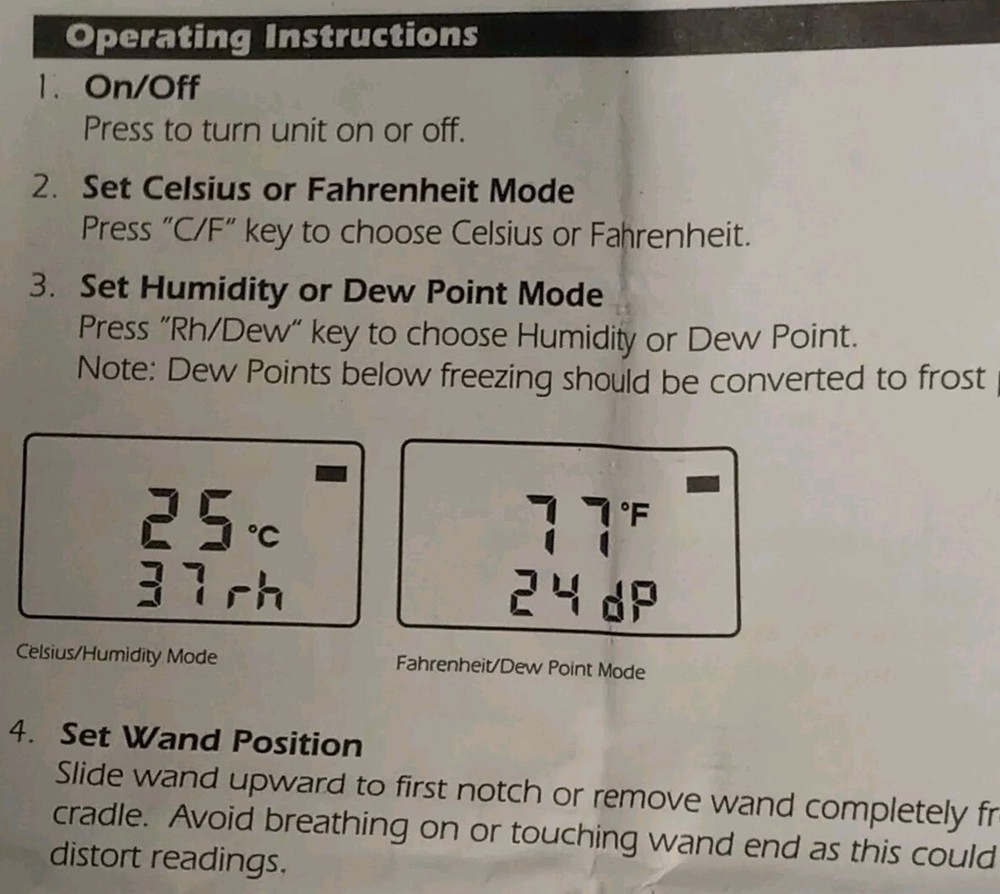 Operating Instructions
1. On/Off
Press to turn unit on or off.
2. Set Celsius or Fahrenheit Mode
Press "C/F" key to choose Celsius or Fahrenheit.
3. Set Humidity or Dew Point Mode
Press "Rh/Dew" key to choose Humidity or Dew Point.
Note: Dew Points below freezing should be converted to frost
25 °C
37 rh
77 °F
24 dP
Celsius/Humidity Mode
Fahrenheit/Dew Point Mode
4. Set Wand Position
Slide wand upward to first notch or remove wand completely
cradle. Avoid breathing on or touching wand end as this could
distort readings.